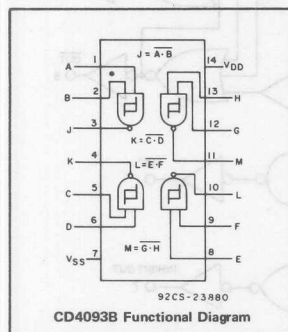 J = A·B
A 1
14 VDD
B 2
13 H
12 G
J 3
K = C·D
11 M
K 4
L = E·F
10 L
C 5
9 F
D 6
M = G·H
8 E
VSS 7
92CS-23880
CD4093B Functional Diagram